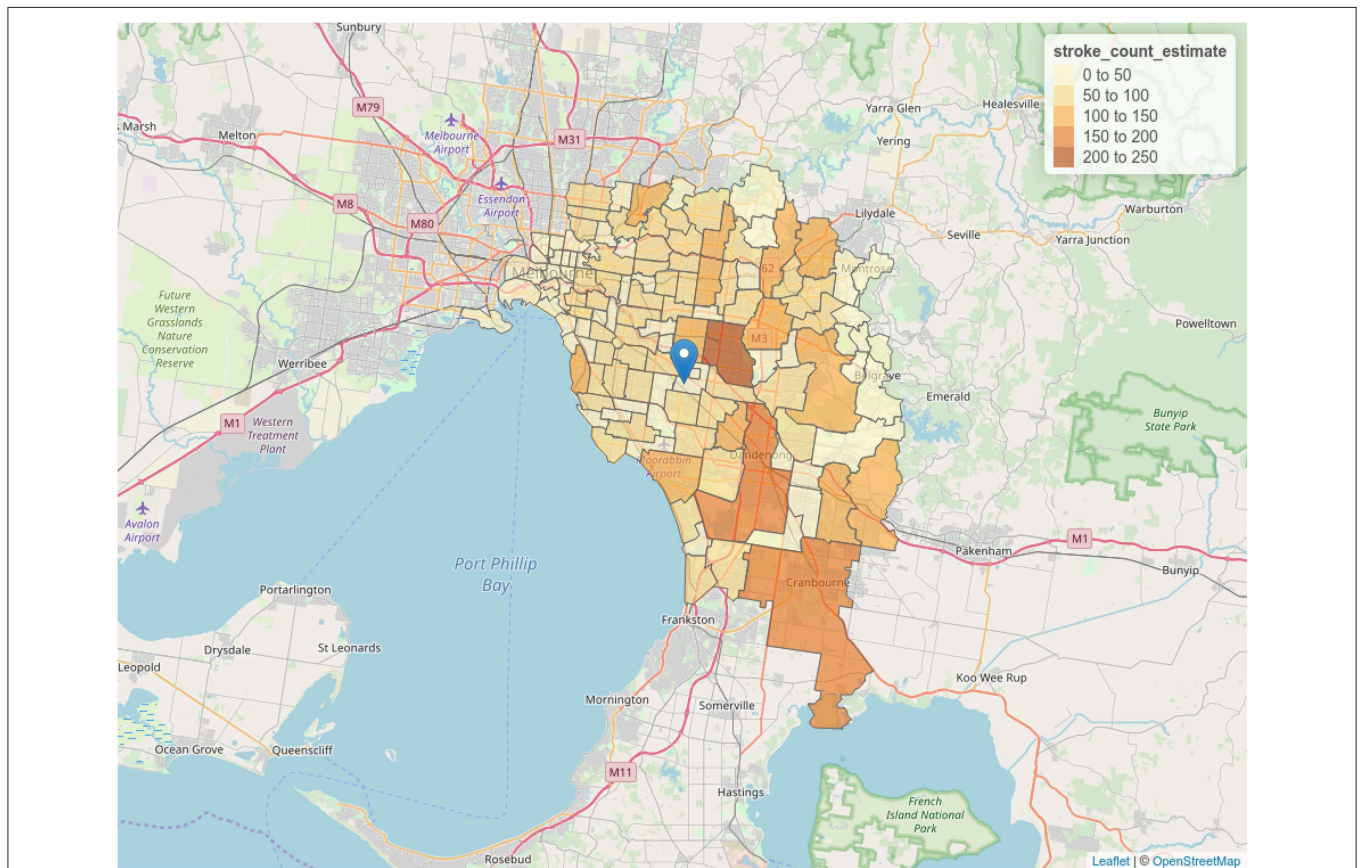 Sunbury
stroke_count_estimate
0 to 50
50 to 100
100 to 150
150 to 200
200 to 250
Yarra Glen
Healesville
M79
s Marsh
Melton
Melbourne
Airport
M31
Yering
Essendon
Airport
M8
M80
Lilydale
Warburton
Seville
Yarra Junction
Melbourne
62
Montrose
Future
Western
Grasslands
Nature
Conservation
Reserve
Powelltown
M3
Werribee
Belgrave
Emerald
M1
Western
Treatment
Plant
Bunyip
State Park
Moorabbin
Airport
Dandenong
Avalon
Airport
M1
Pakenham
Bunyip
Port Phillip
Bay
Cranbourne
Portarlington
Frankston
Drysdale
St Leonards
Leopold
Koo Wee Rup
Mornington
Somerville
Ocean Grove
Queenscliff
M11
Hastings
French
Island National
Park
Rosebud
Leaflet | © OpenStreetMap